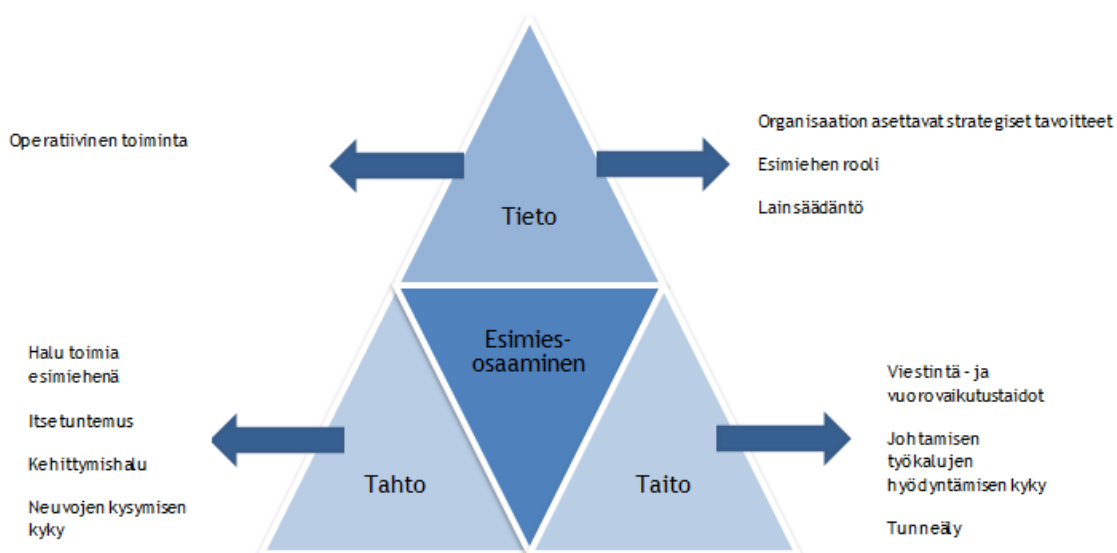 Operatiivinen toiminta
Organisaation asettavat strategiset tavoitteet
Esimiehen rooli
Lainsäädäntö
Tieto
Esimies-
osaaminen
Halu toimia
esimiehenä
Itsetuntemus
Kehittymishalu
Neuvojen kysymisen
kyky
Tahto
Taito
Viestintä - ja
vuorovaikutustaidot
Johtamisen
työkalujen
hyödyntämisen kyky
Tunneäly